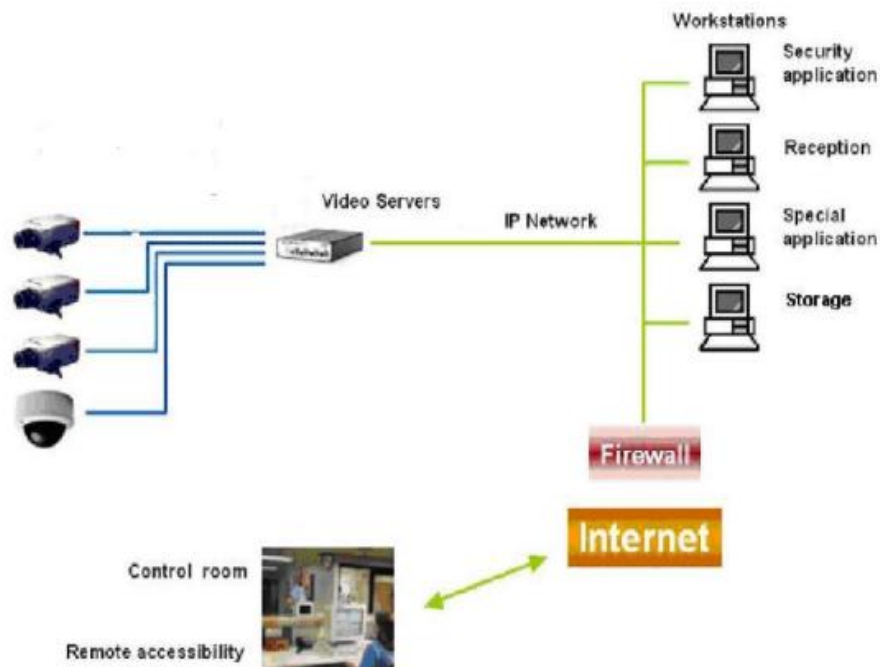 Workstations
Security
application
Reception
Video Servers
IP Network
Special
application
Storage
Firewall
Internet
Control room
Remote accessibility